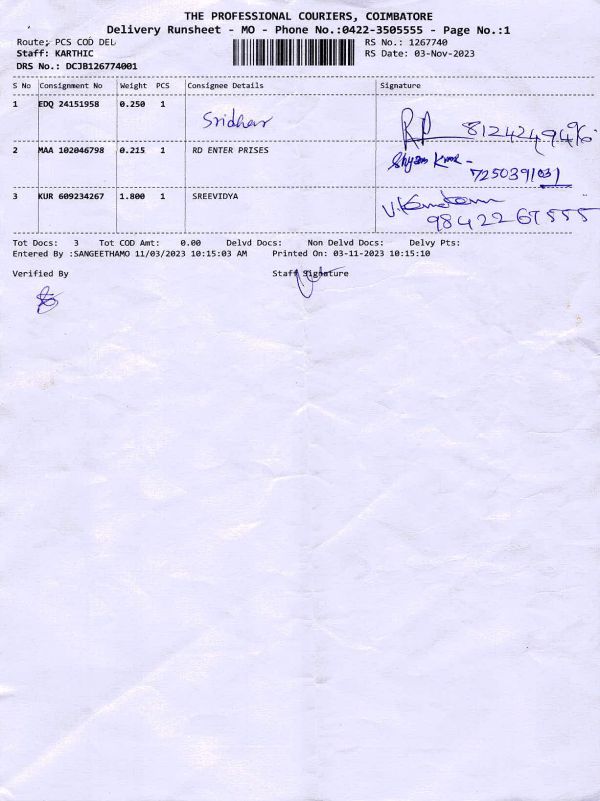 THE PROFESSIONAL COURIERS, COIMBATORE
Delivery Runsheet - MO - Phone No.:0422-3505555 - Page No.:1
Route: PCS COD DEL RS No.: 1267740
Staff: KARTHIC RS Date: 03-Nov-2023
DRS No.: DCJB126774001
S No Consignment No Weight PCS Consignee Details Signature
1 EDQ 24151958 0.250 1 Sridhar
2 MAA 102046798 0.215 1 RD ENTER PRISES Shyam Kumar - 7250391031
3 KUR 609234267 1.800 1 SREEVIDYA 9842267555
Tot Docs: 3 Tot COD Amt: 0.00 Delvd Docs: Non Delvd Docs: Delvy Pts:
Entered By :SANGEETHAMO 11/03/2023 10:15:03 AM Printed On: 03-11-2023 10:15:10
Verified By Staff Signature